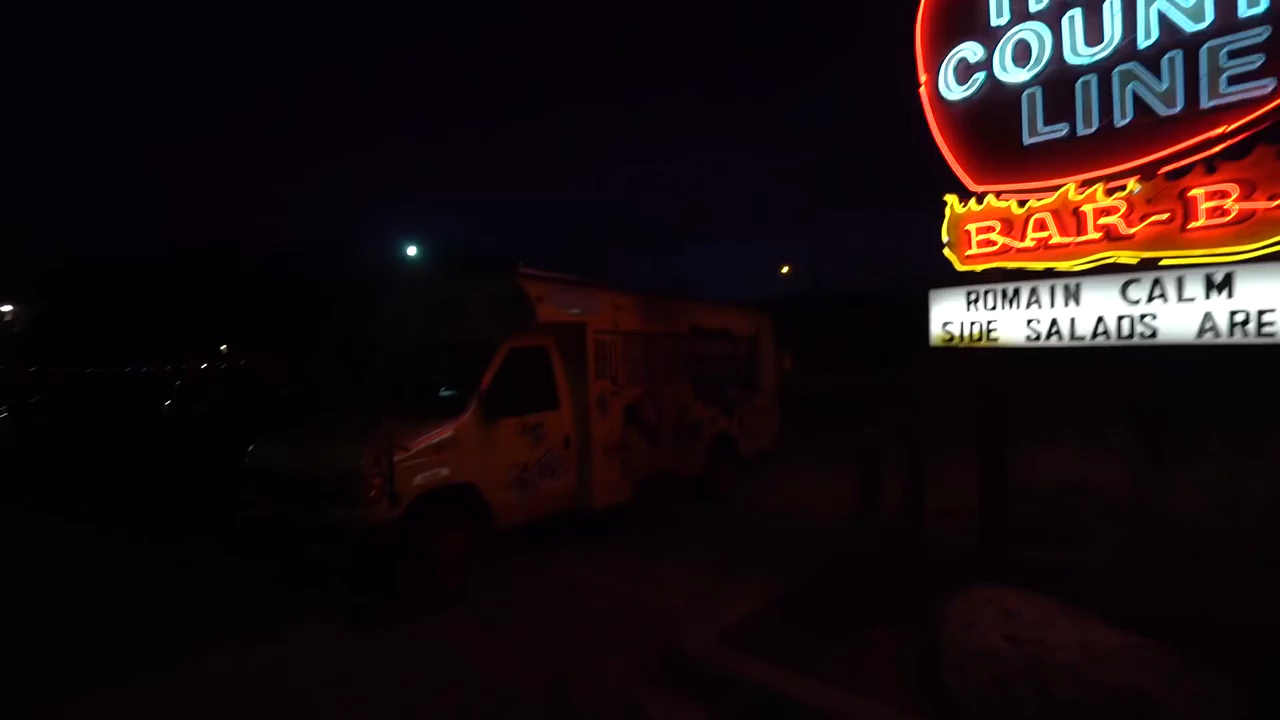 COUN
LINE
BAR-B-
ROMAIN CALM
SIDE SALADS ARE